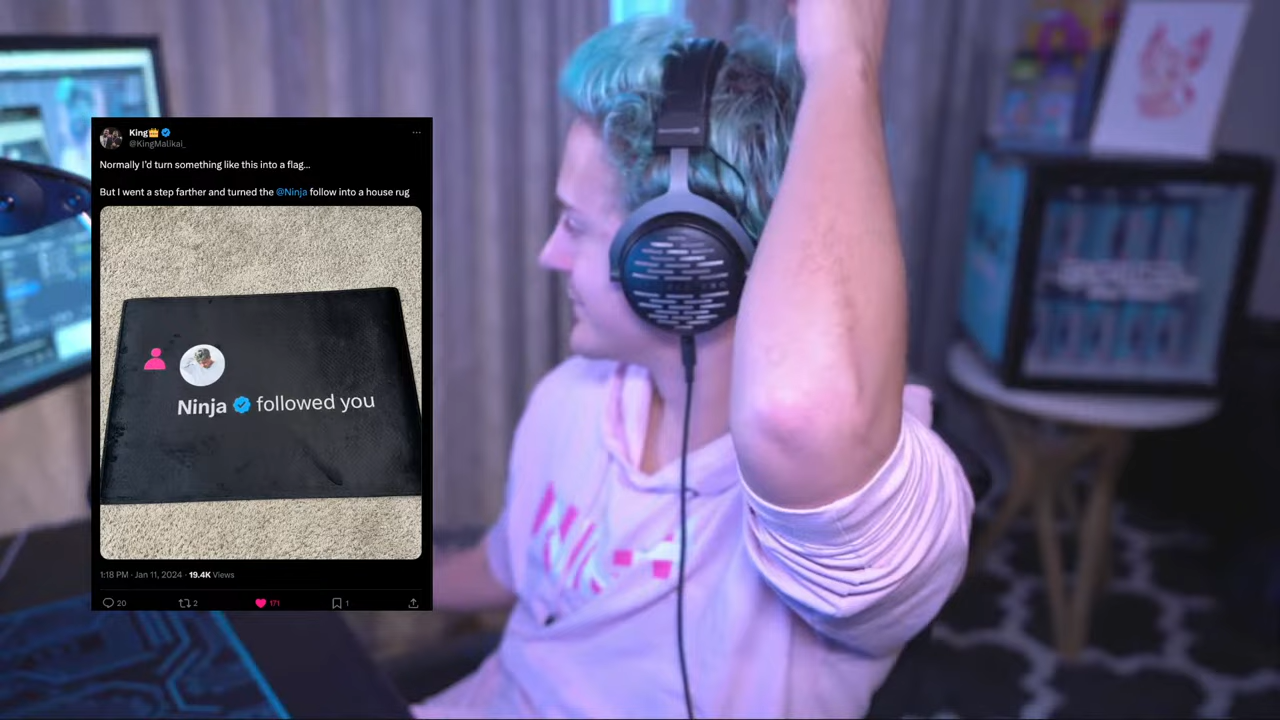 King
@KingMalikai_
Normally I'd turn something like this into a flag...
But I went a step farther and turned the @Ninja follow into a house rug
Ninja followed you
1:18 PM · Jan 11, 2024 · 19.4K Views
20 2 171 1